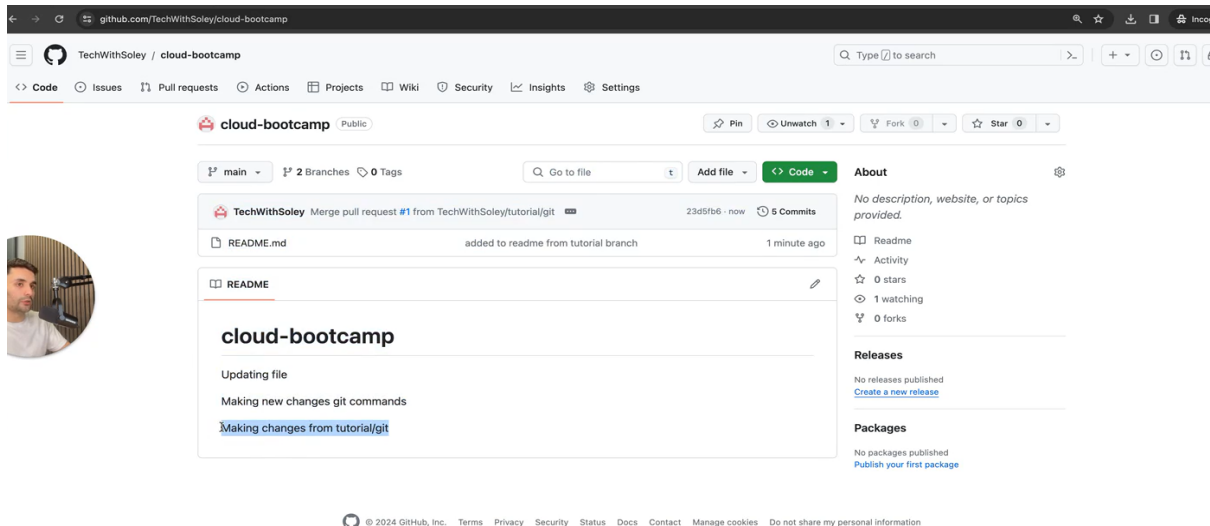 github.com/TechWithSoley/cloud-bootcamp
TechWithSoley / cloud-bootcamp
Type / to search
Code Issues Pull requests Actions Projects Wiki Security Insights Settings
cloud-bootcamp Public
Pin Unwatch 1 Fork 0 Star 0
main 2 Branches 0 Tags
Go to file t
Add file Code
TechWithSoley Merge pull request #1 from TechWithSoley/tutorial/git
23d5fb6 · now 5 Commits
README.md added to readme from tutorial branch 1 minute ago
README
cloud-bootcamp
Updating file
Making new changes git commands
Making changes from tutorial/git
About
No description, website, or topics
provided.
Readme
Activity
0 stars
1 watching
0 forks
Releases
No releases published
Create a new release
Packages
No packages published
Publish your first package
© 2024 GitHub, Inc. Terms Privacy Security Status Docs Contact Manage cookies Do not share my personal information